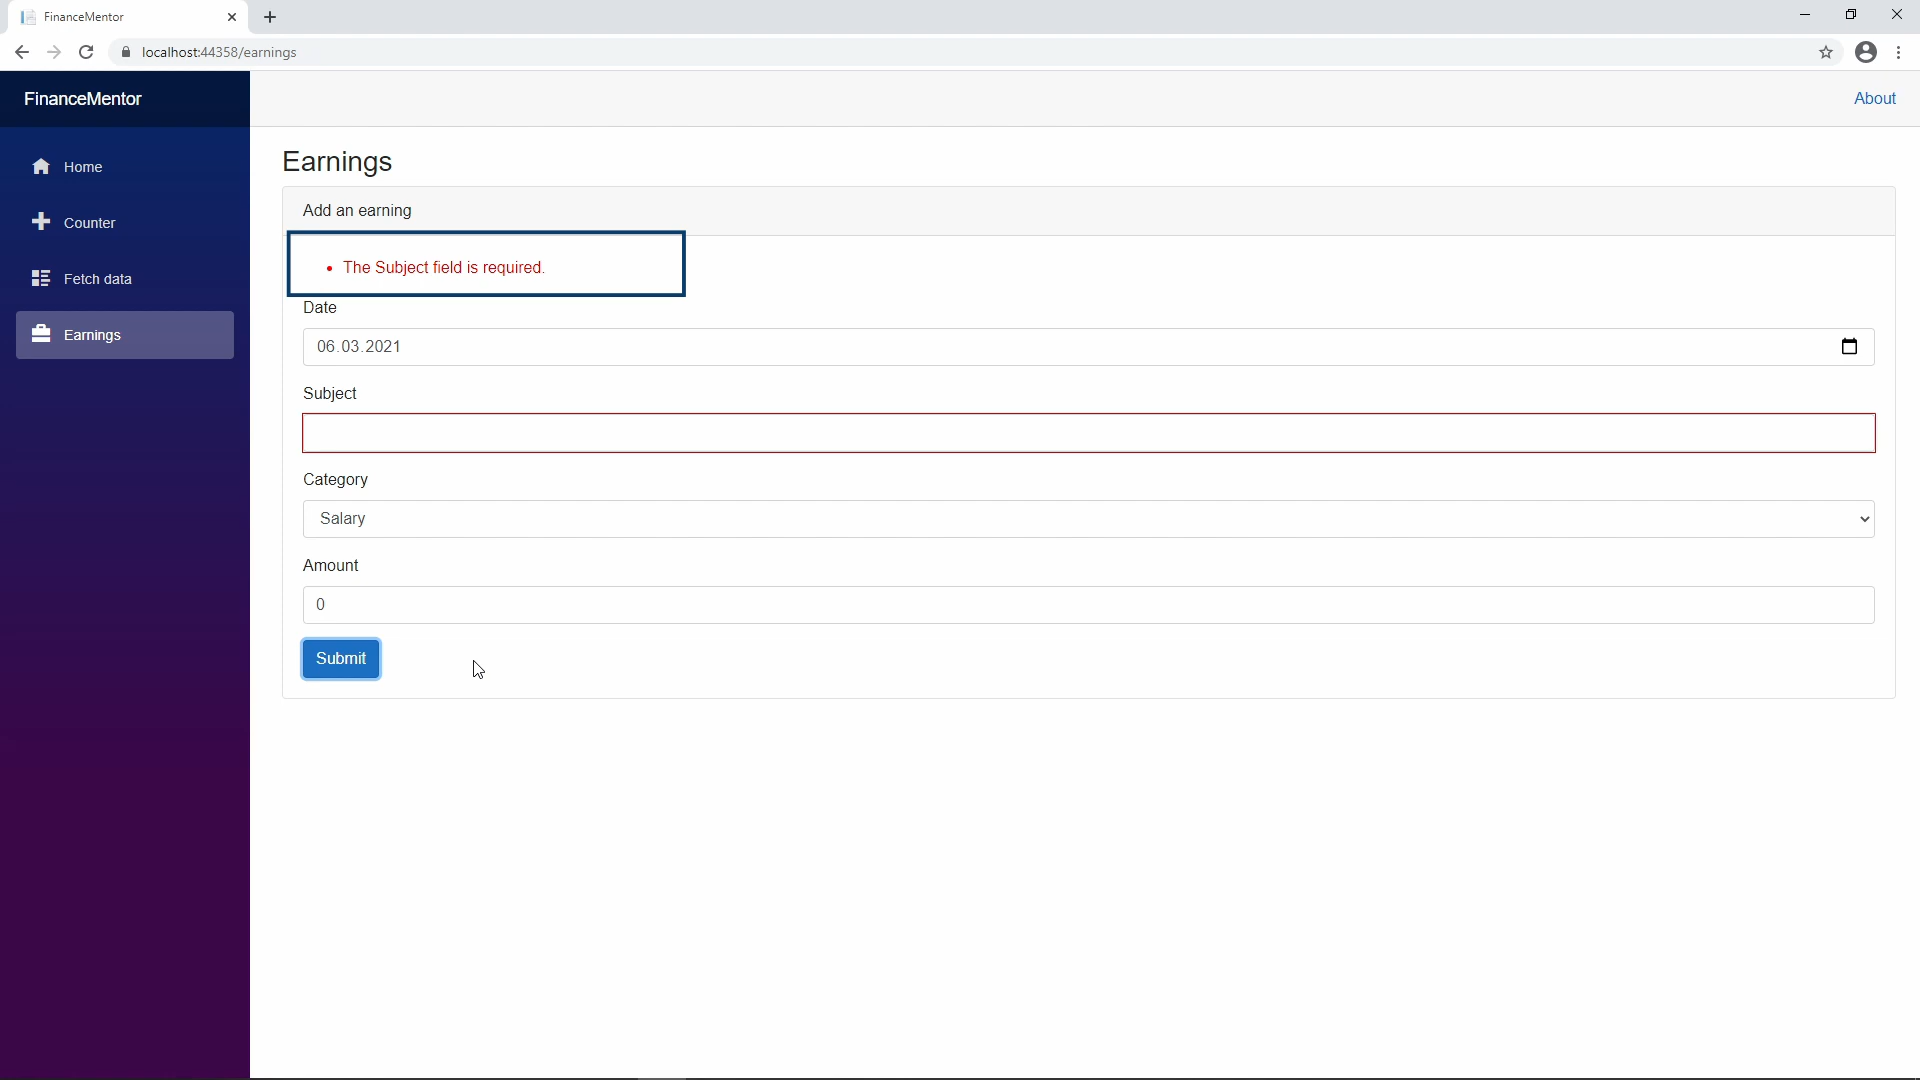 FinanceMentor
localhost:44358/earnings
FinanceMentor
About
Home
Counter
Fetch data
Earnings
Earnings
Add an earning
The Subject field is required.
Date
06.03.2021
Subject
Category
Salary
Amount
0
Submit